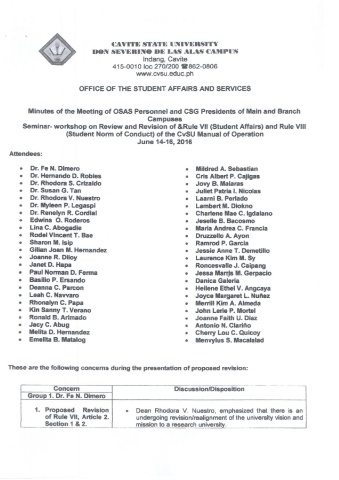 CAVITE STATE UNIVERSITY
DON SEVERINO DE LAS ALAS CAMPUS
Indang, Cavite
415-0010 loc 270/200 ☎862-0806
www.cvsu.educ.ph
OFFICE OF THE STUDENT AFFAIRS AND SERVICES
Minutes of the Meeting of OSAS Personnel and CSG Presidents of Main and Branch
Campuses
Seminar- workshop on Review and Revision of &Rule VII (Student Affairs) and Rule VIII
(Student Norm of Conduct) of the CvSU Manual of Operation
June 14-16, 2016
Attendees:
• Dr. Fe N. Dimero
• Dr. Hernando D. Robles
• Dr. Rhodora S. Crizaldo
• Dr. Susan G. Tan
• Dr. Rhodora V. Nuestro
• Dr. Myleen P. Legaspi
• Dr. Renelyn R. Cordial
• Edwina O. Roderos
• Lina C. Abogadie
• Rodel Vincent T. Bae
• Sharon M. Isip
• Gilian Joan M. Hernandez
• Joanne R. Diloy
• Janet D. Hapa
• Paul Norman D. Ferma
• Basilio P. Ersando
• Deanna C. Parcon
• Leah C. Navvaro
• Rhonalyn C. Papa
• Kin Sanny T. Verano
• Ronald B. Arimado
• Jacy C. Abug
• Melita D. Hernandez
• Emelita B. Matalog
• Mildred A. Sebastian
• Cris Albert P. Cajigas
• Jovy B. Malaras
• Juliet Patria I. Nicolas
• Laarni B. Perlado
• Lambert M. Diokno
• Charlene Mae C. Igdalano
• Jeselle B. Bacosmo
• Maria Andrea C. Francia
• Druzzello A. Ayon
• Ramrod P. Garcia
• Jessie Anne T. Demetillo
• Laurence Kim M. Sy
• Roncesvalle J. Caipang
• Jessa Marrjs M. Gerpacio
• Danica Galeria
• Hellene Ethel V. Angcaya
• Joyce Margaret L. Nuñez
• Merrill Kim A. Almeda
• John Lerie P. Mortel
• Joanne Faith U. Diaz
• Antonio N. Clariño
• Cherry Lou C. Quicoy
• Menvylus S. Macalalad
These are the following concerns during the presentation of proposed revision:
Concern
Discussion/Disposition
Group 1. Dr. Fe N. Dimero
1. Proposed Revision
of Rule VII, Article 2.
Section 1 & 2.
• Dean Rhodora V. Nuestro, emphasized that there is an
undergoing revision/realignment of the university vision and
mission to a research university.